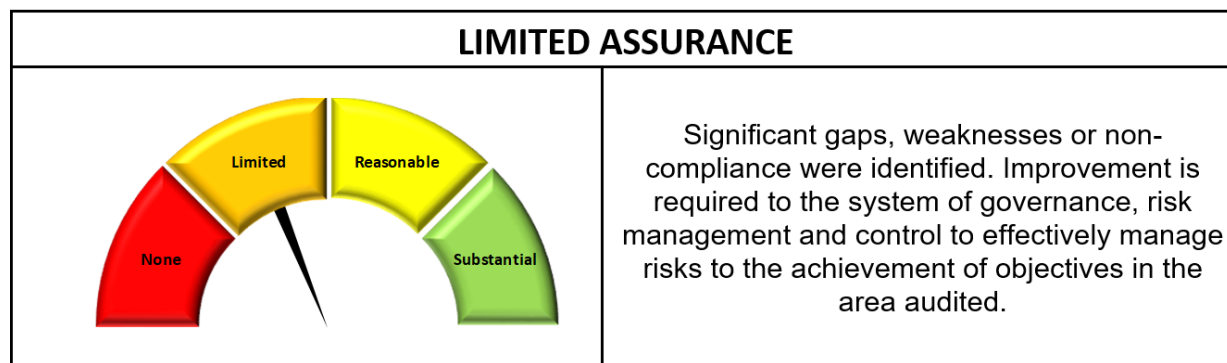 LIMITED ASSURANCE
Limited
Reasonable
None
Substantial
Significant gaps, weaknesses or non-
compliance were identified. Improvement is
required to the system of governance, risk
management and control to effectively manage
risks to the achievement of objectives in the
area audited.